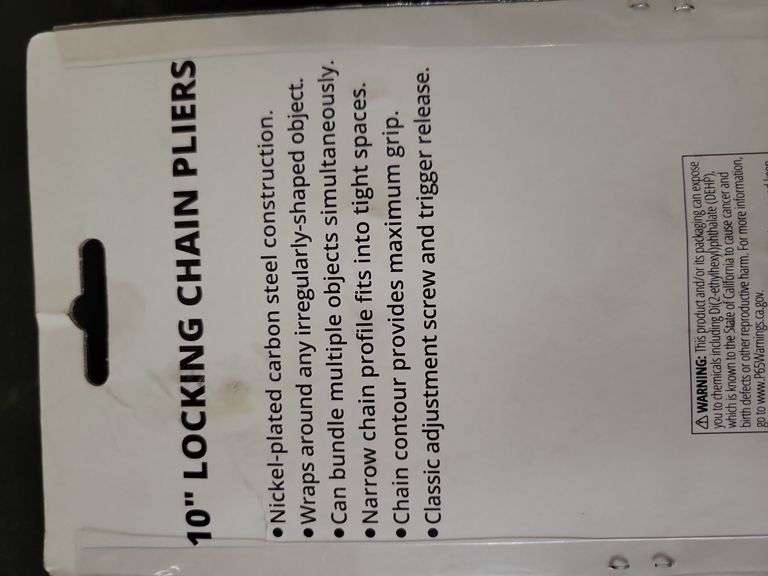 10" LOCKING CHAIN PLIERS
•Nickel-plated carbon steel construction.
•Wraps around any irregularly-shaped object.
•Can bundle multiple objects simultaneously.
•Narrow chain profile fits into tight spaces.
•Chain contour provides maximum grip.
•Classic adjustment screw and trigger release.
⚠ WARNING: This product and/or its packaging can expose
you to chemicals including Di(2-ethylhexyl)phthalate (DEHP),
which is known to the State of California to cause cancer and
birth defects or other reproductive harm. For more information,
go to www.P65Warnings.ca.gov.